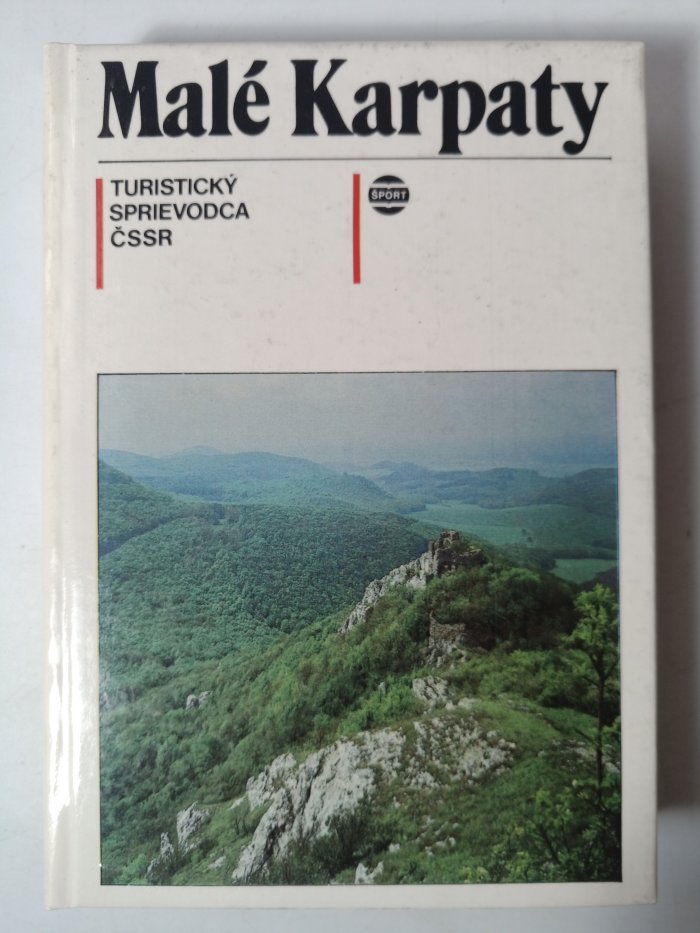 Malé Karpaty
TURISTICKÝ
SPRIEVODCA
ČSSR
ŠPORT